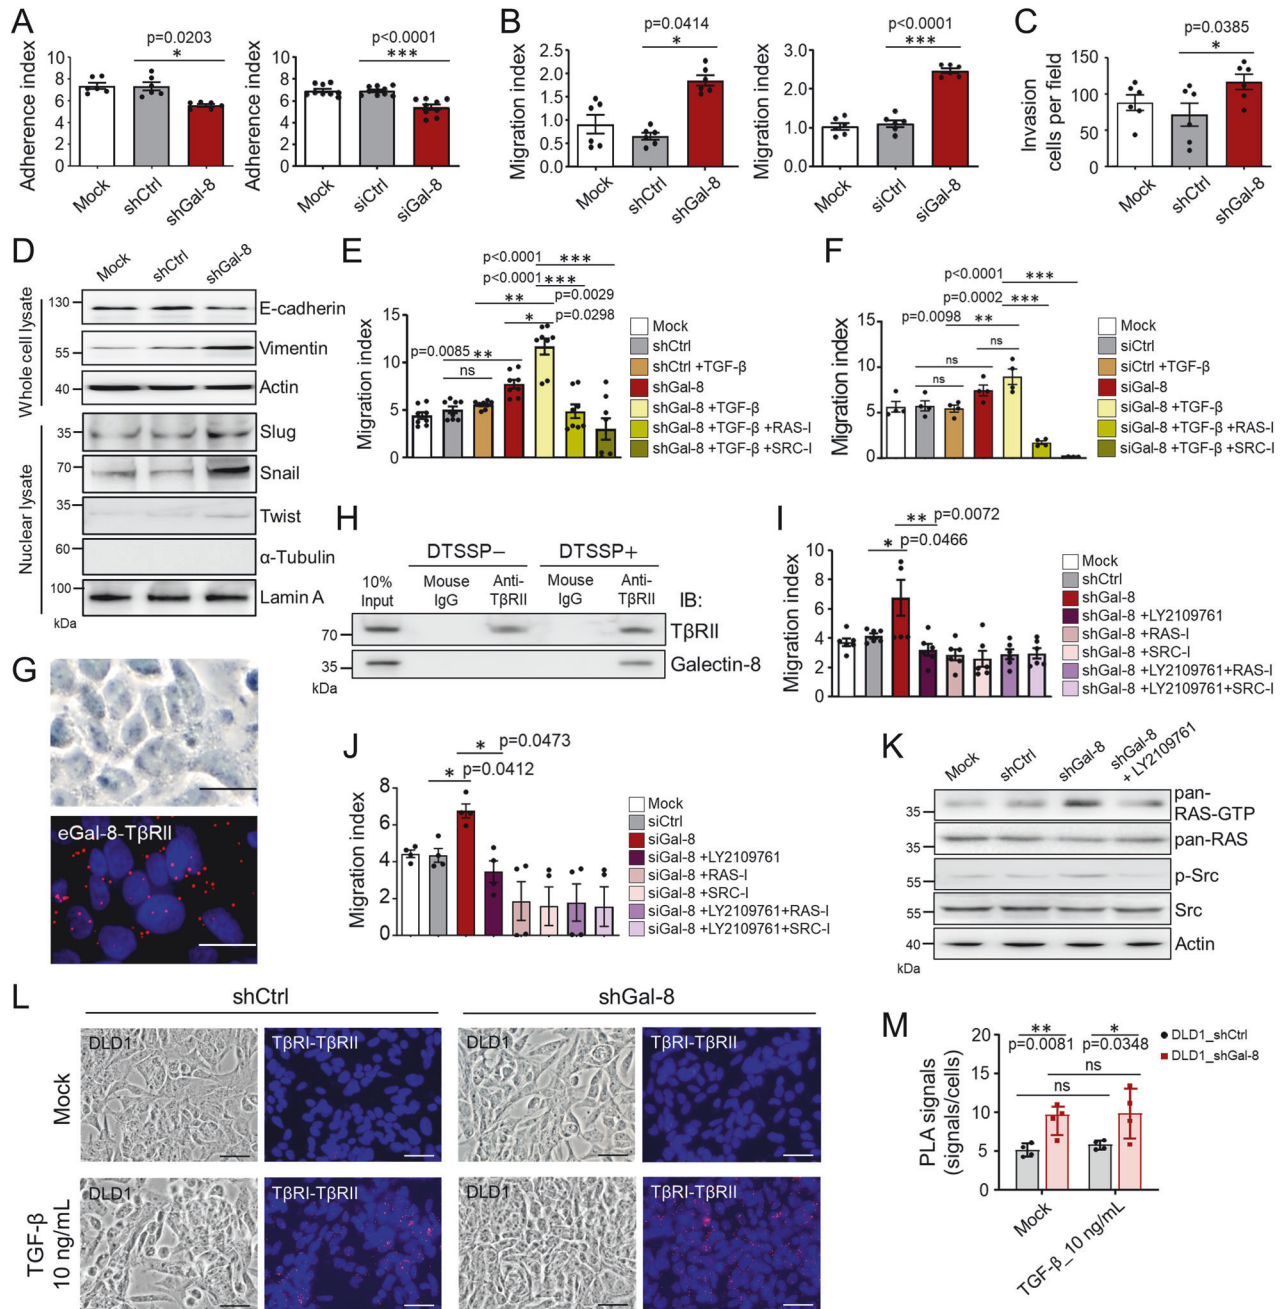 A
p=0.0203
*
Adherence index
10
8
6
4
2
0
Mock
shCtrl
shGal-8
p<0.0001
***
Adherence index
10
8
6
4
2
0
Mock
siCtrl
siGal-8
B
p=0.0414
*
Migration index
2.5
2.0
1.5
1.0
0.5
0.0
Mock
shCtrl
shGal-8
p<0.0001
***
Migration index
3.0
2.0
1.0
0.0
Mock
siCtrl
siGal-8
C
p=0.0385
*
Invasion
cells per field
150
100
50
0
Mock
shCtrl
shGal-8
D
Mock
shCtrl
shGal-8
Whole cell lysate
130
E-cadherin
55
Vimentin
40
Actin
Nuclear lysate
35
Slug
70
Snail
35
Twist
60
α-Tubulin
100
Lamin A
kDa
E
p<0.0001 ***
p<0.0001 ***
** p=0.0029
* p=0.0298
p=0.0085 **
ns
Migration index
15
10
5
0
Mock
shCtrl
shCtrl +TGF-β
shGal-8
shGal-8 +TGF-β
shGal-8 +TGF-β +RAS-I
shGal-8 +TGF-β +SRC-I
F
p<0.0001 ***
p=0.0002 ***
p=0.0098 **
ns
ns
ns
Migration index
15
10
5
0
Mock
siCtrl
siCtrl +TGF-β
siGal-8
siGal-8 +TGF-β
siGal-8 +TGF-β +RAS-I
siGal-8 +TGF-β +SRC-I
G
eGal-8-TβRII
H
DTSSP− DTSSP+
10%
Input
Mouse
IgG
Anti-
TβRII
Mouse
IgG
Anti-
TβRII
IB:
70
TβRII
35
Galectin-8
kDa
I
** p=0.0072
* p=0.0466
Migration index
10
8
6
4
2
0
Mock
shCtrl
shGal-8
shGal-8 +LY2109761
shGal-8 +RAS-I
shGal-8 +SRC-I
shGal-8 +LY2109761+RAS-I
shGal-8 +LY2109761+SRC-I
J
* p=0.0473
* p=0.0412
Migration index
8
6
4
2
0
Mock
siCtrl
siGal-8
siGal-8 +LY2109761
siGal-8 +RAS-I
siGal-8 +SRC-I
siGal-8 +LY2109761+RAS-I
siGal-8 +LY2109761+SRC-I
K
Mock
shCtrl
shGal-8
shGal-8
+ LY2109761
35
pan-
RAS-GTP
35
pan-RAS
55
p-Src
55
Src
40
Actin
kDa
L
shCtrl
shGal-8
Mock
DLD1
TβRI-TβRII
DLD1
TβRI-TβRII
TGF-β
10 ng/mL
DLD1
TβRI-TβRII
DLD1
TβRI-TβRII
M
PLA signals
(signals/cells)
20
15
10
5
0
** *
p=0.0081 p=0.0348
ns
ns
Mock
TGF-β_10 ng/mL
DLD1_shCtrl
DLD1_shGal-8